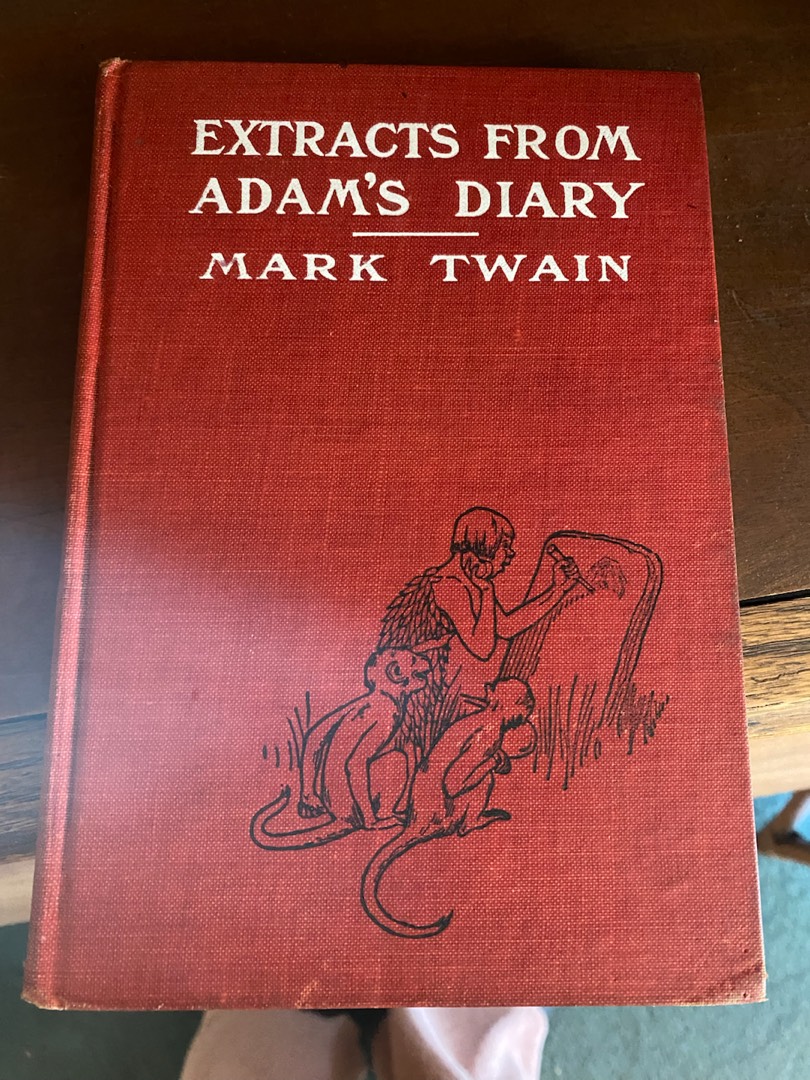 EXTRACTS FROM
ADAM'S DIARY
MARK TWAIN